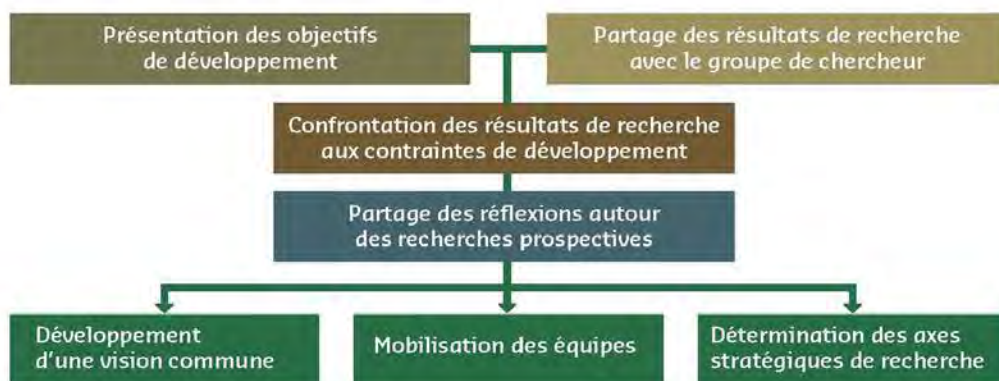 Présentation des objectifs
de développement
Partage des résultats de recherche
avec le groupe de chercheur
Confrontation des résultats de recherche
aux contraintes de développement
Partage des réflexions autour
des recherches prospectives
Développement
d'une vision commune
Mobilisation des équipes
Détermination des axes
stratégiques de recherche